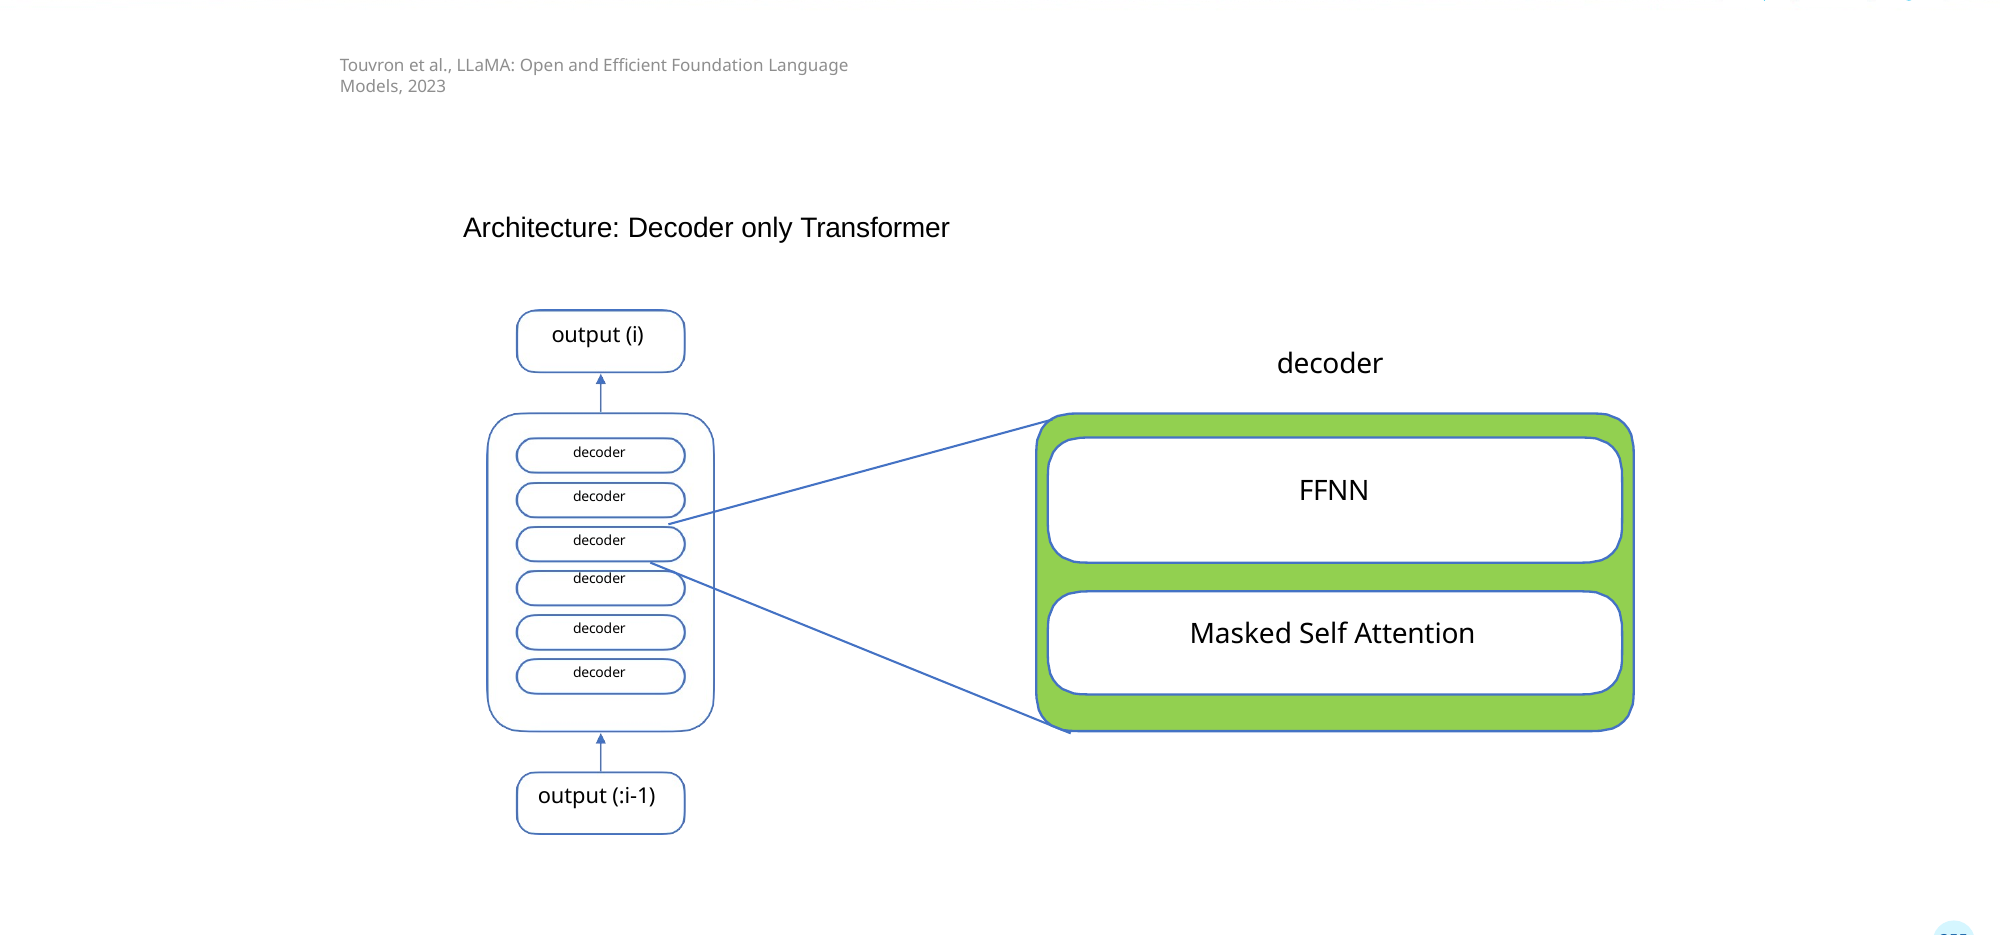 Touvron et al., LLaMA: Open and Efficient Foundation Language
Models, 2023
Architecture: Decoder only Transformer
output (i)
decoder
decoder
decoder
decoder
decoder
decoder
output (:i-1)
decoder
FFNN
Masked Self Attention